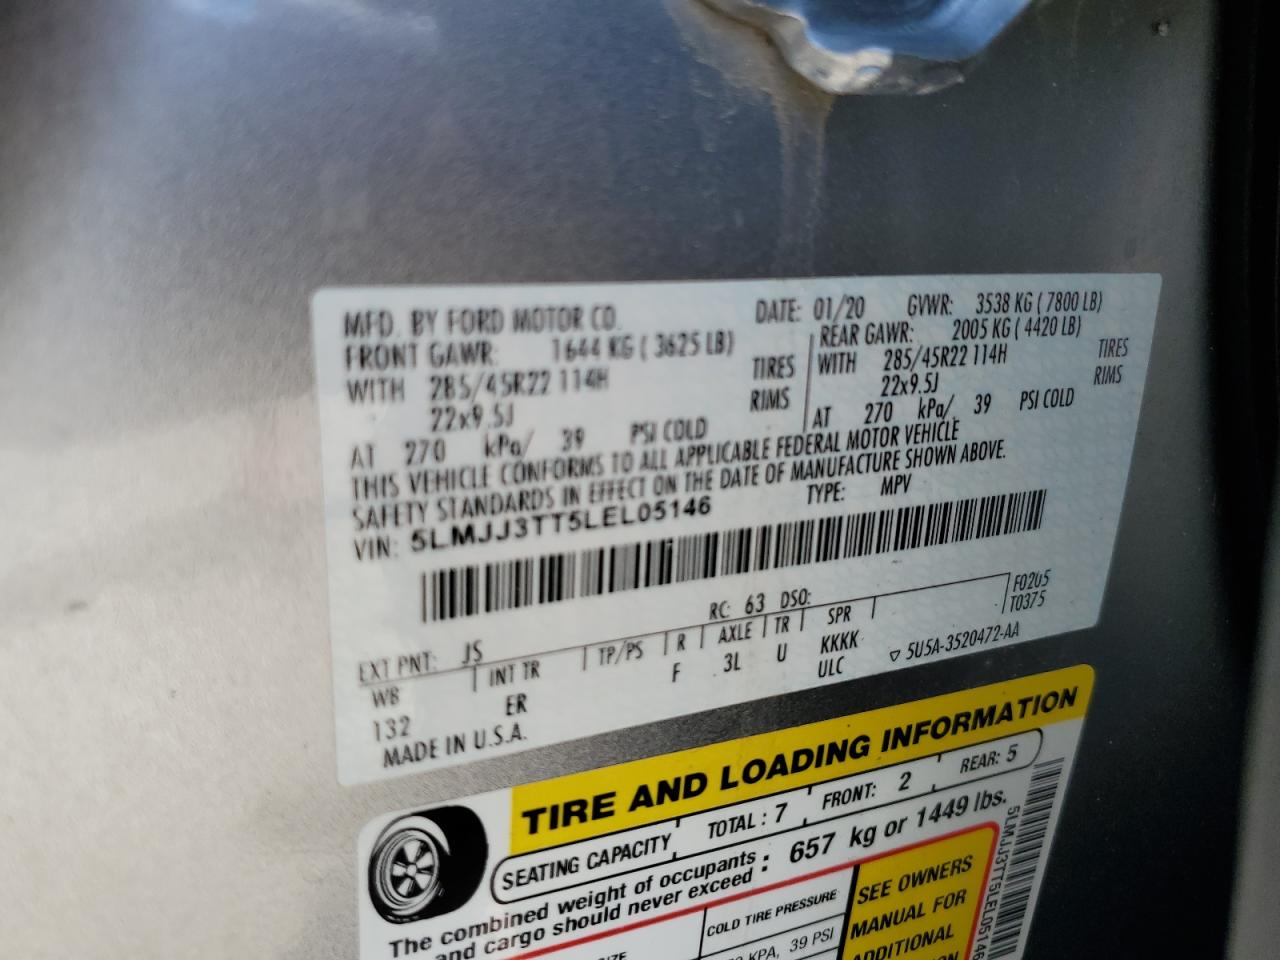 MFD. BY FORD MOTOR CO. DATE: 01/20 GVWR: 3538 KG ( 7800 LB)
FRONT GAWR: 1644 KG ( 3625 LB) REAR GAWR: 2005 KG ( 4420 LB)
WITH 285/45R22 114H TIRES WITH 285/45R22 114H TIRES
22x9.5J RIMS 22x9.5J RIMS
AT 270 kPa/ 39 PSI COLD AT 270 kPa/ 39 PSI COLD
THIS VEHICLE CONFORMS TO ALL APPLICABLE FEDERAL MOTOR VEHICLE
SAFETY STANDARDS IN EFFECT ON THE DATE OF MANUFACTURE SHOWN ABOVE.
VIN: 5LMJJ3TT5LEL05146 TYPE: MPV
EXT PNT: JS RC: 63 DSO: F0205
T0375
WB INT TR TP/PS R AXLE TR SPR
132 ER F 3L U KKKK
ULC
MADE IN U.S.A. ▽ 5U5A-3520472-AA
TIRE AND LOADING INFORMATION
SEATING CAPACITY TOTAL : 7 FRONT: 2 REAR: 5
The combined weight of occupants
and cargo should never exceed : 657 kg or 1449 lbs.
COLD TIRE PRESSURE
KPA, 39 PSI
SEE OWNERS
MANUAL FOR
ADDITIONAL
5LMJJ3TT5LEL05146